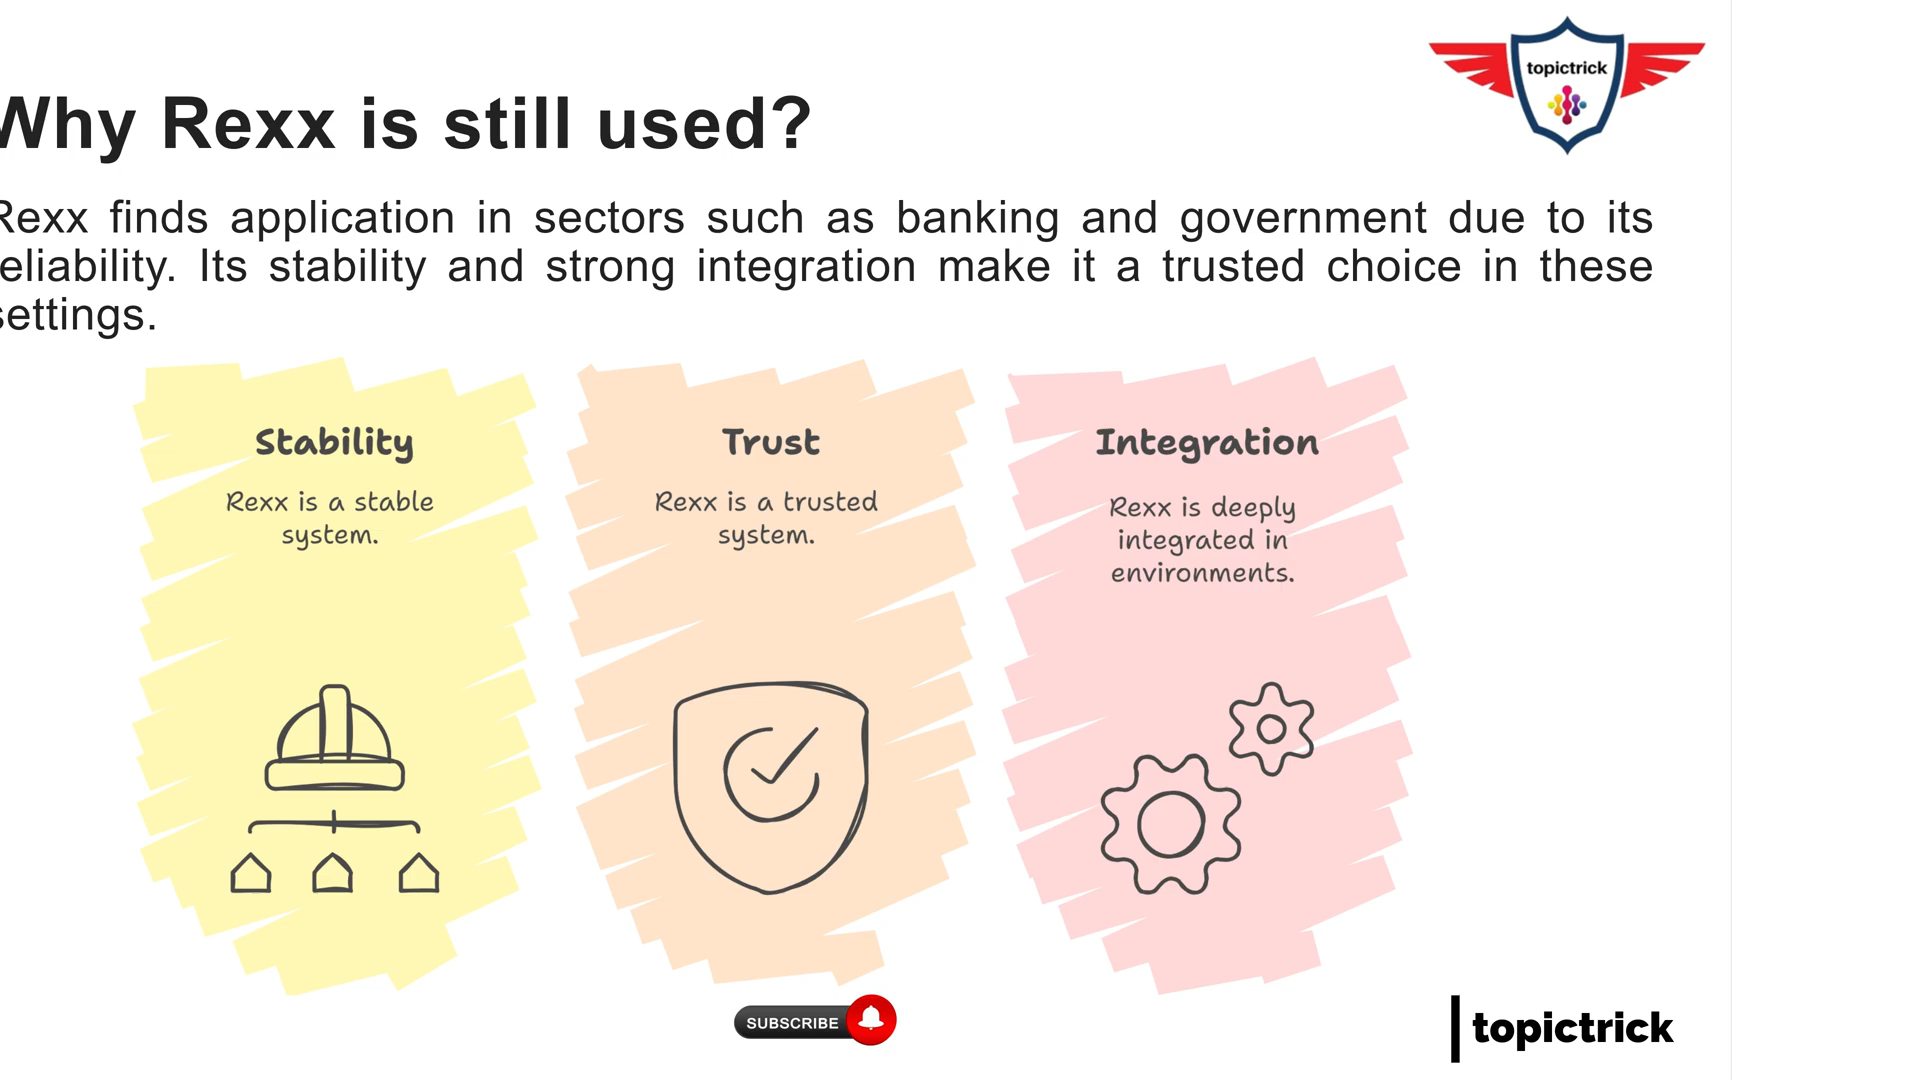 topictrick
Why Rexx is still used?
Rexx finds application in sectors such as banking and government due to its
reliability. Its stability and strong integration make it a trusted choice in these
settings.
Stability
Rexx is a stable
system.
Trust
Rexx is a trusted
system.
Integration
Rexx is deeply
integrated in
environments.
SUBSCRIBE
topictrick